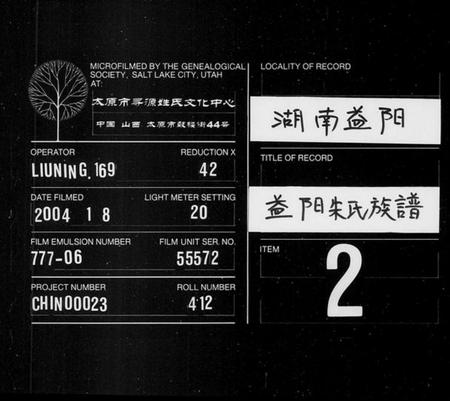 MICROFILMED BY THE GENEALOGICAL
SOCIETY, SALT LAKE CITY, UTAH
AT:
太原市寻源姓氏文化中心
中国 山西 太原市鼓楼街44号
OPERATOR REDUCTION X
LIUNING.169 42
DATE FILMED LIGHT METER SETTING
2004 1 8 20
FILM EMULSION NUMBER FILM UNIT SER. NO.
777-06 55572
PROJECT NUMBER ROLL NUMBER
CHIN00023 412
LOCALITY OF RECORD
湖南益阳
TITLE OF RECORD
益阳朱氏族譜
ITEM
2